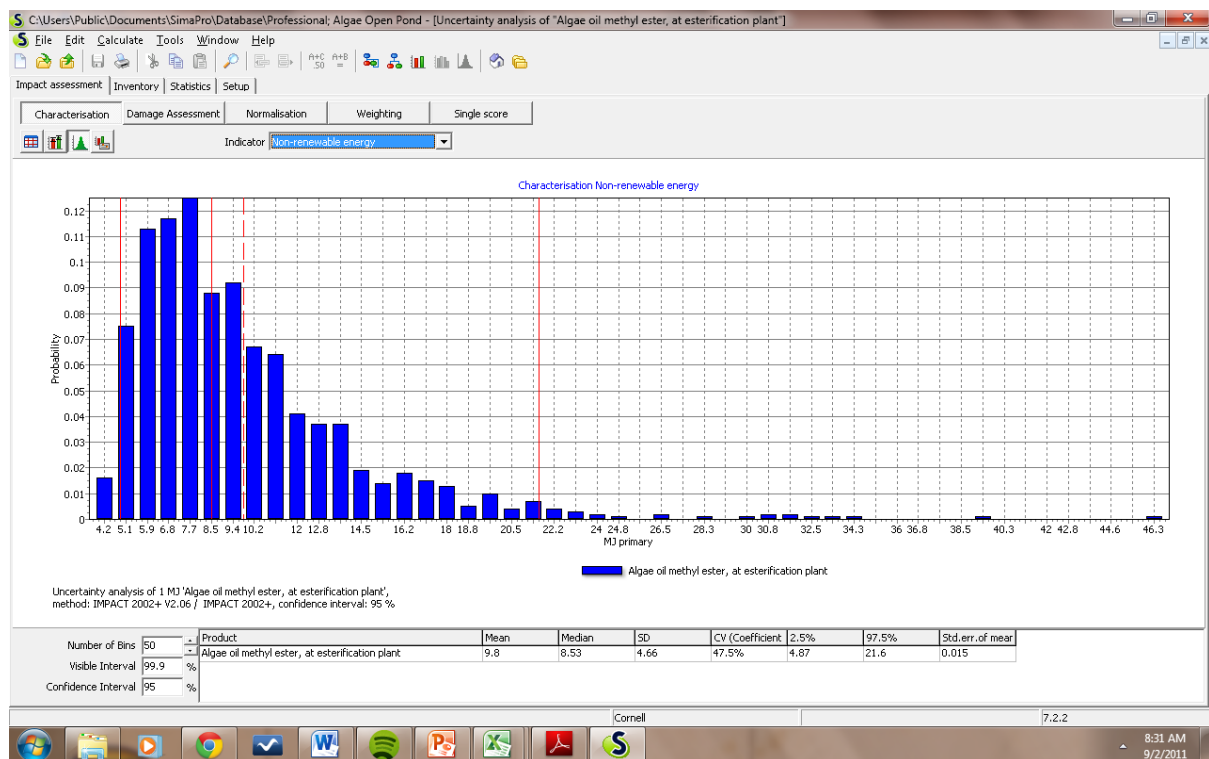 C:\Users\Public\Documents\SimaPro\Database\Professional; Algae Open Pond - [Uncertainty analysis of "Algae oil methyl ester, at esterification plant"]
File Edit Calculate Tools Window Help
Impact assessment Inventory Statistics Setup
Characterisation Damage Assessment Normalisation Weighting Single score
Indicator Non-renewable energy
Characterisation Non-renewable energy
0.12
0.11
0.1
0.09
0.08
0.07
0.06
0.05
0.04
0.03
0.02
0.01
0
Probability
4.2 5.1 5.9 6.8 7.7 8.5 9.4 10.2 12 12.8 14.5 16.2 18 18.8 20.5 22.2 24 24.8 26.5 28.3 30 30.8 32.5 34.3 36 36.8 38.5 40.3 42 42.8 44.6 46.3
MJ primary
Algae oil methyl ester, at esterification plant
Uncertainty analysis of 1 MJ 'Algae oil methyl ester, at esterification plant',
method: IMPACT 2002+ V2.06 / IMPACT 2002+, confidence interval: 95 %
Number of Bins 50
Visible Interval 99.9 %
Confidence Interval 95 %
Product Mean Median SD CV (Coefficient 2.5% 97.5% Std.err.of mear
Algae oil methyl ester, at esterification plant 9.8 8.53 4.66 47.5% 4.87 21.6 0.015
Cornell 7.2.2
8:31 AM
9/2/2011